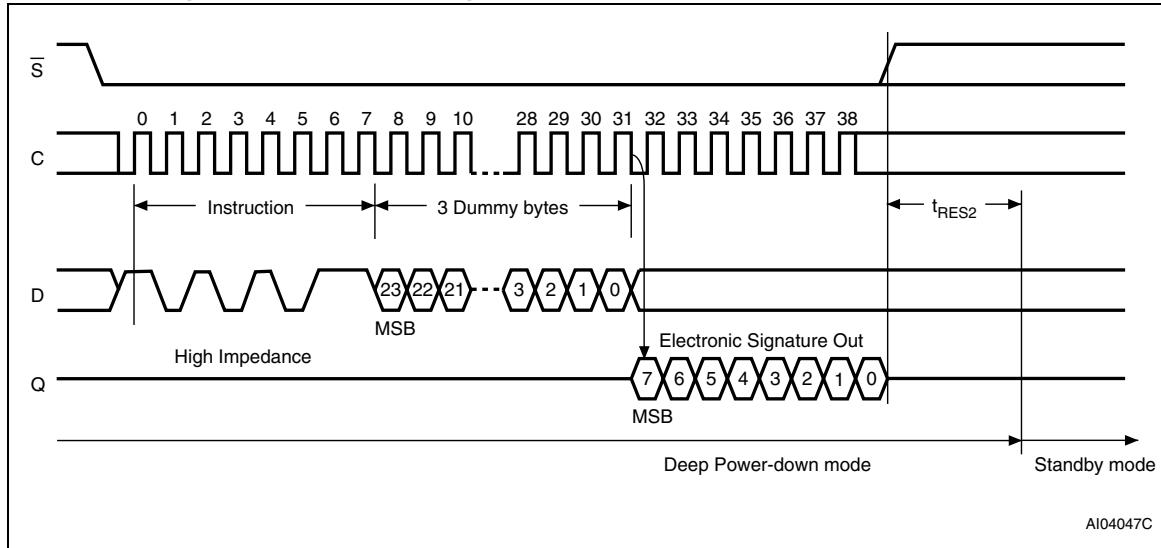 S
0 1 2 3 4 5 6 7 8 9 10 28 29 30 31 32 33 34 35 36 37 38
C
Instruction 3 Dummy bytes tRES2
D
23 22 21 3 2 1 0
MSB
High Impedance Electronic Signature Out
Q
7 6 5 4 3 2 1 0
MSB
Deep Power-down mode Standby mode
AI04047C